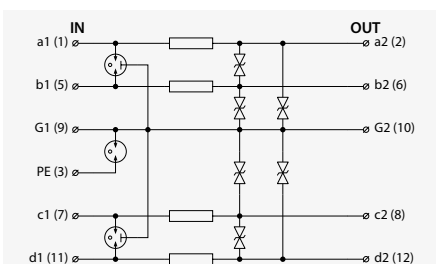 IN OUT
a1 (1) a2 (2)
b1 (5) b2 (6)
G1 (9) G2 (10)
PE (3)
c1 (7) c2 (8)
d1 (11) d2 (12)